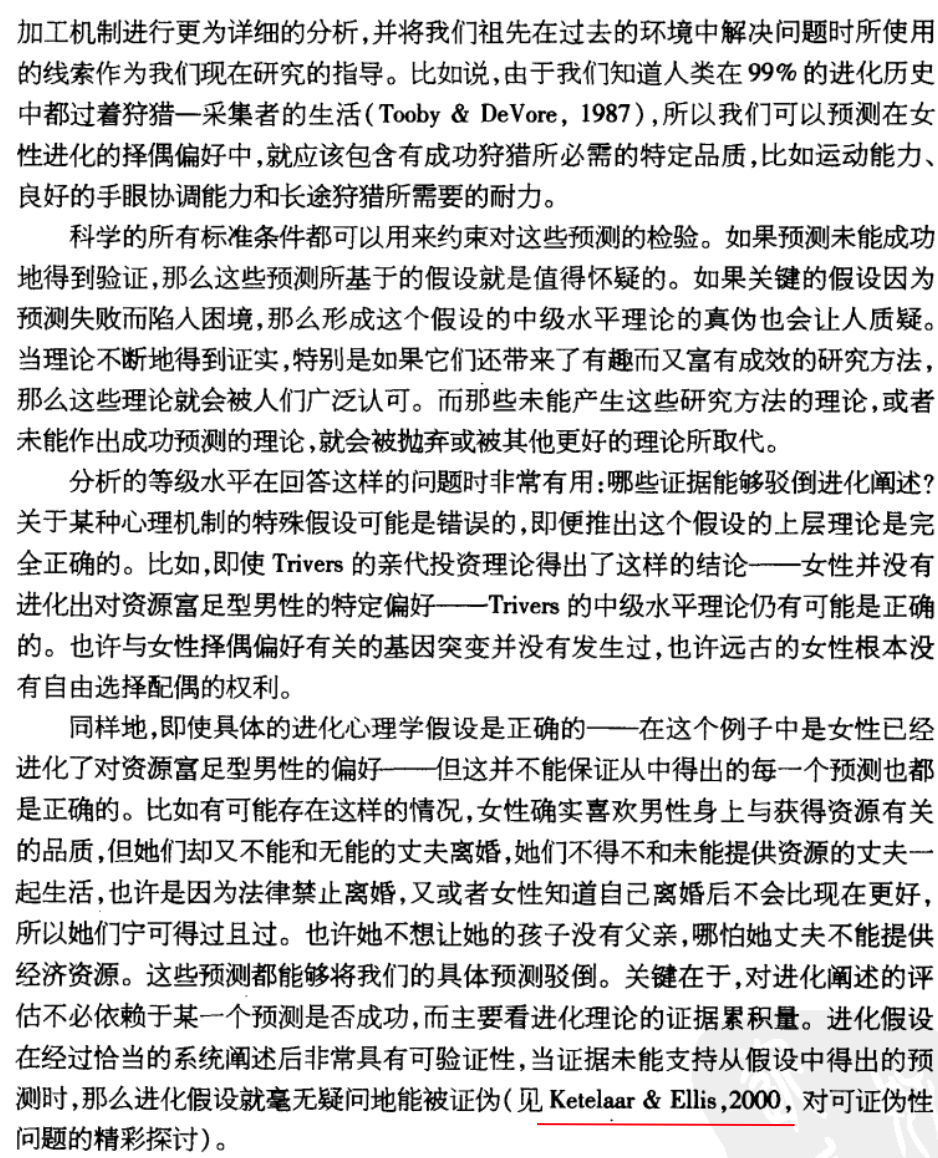 加工机制进行更为详细的分析,并将我们祖先在过去的环境中解决问题时所使用
的线索作为我们现在研究的指导。比如说,由于我们知道人类在 99% 的进化历史
中都过着狩猎—采集者的生活(Tooby & DeVore, 1987),所以我们可以预测在女
性进化的择偶偏好中,就应该包含有成功狩猎所必需的特定品质,比如运动能力、
良好的手眼协调能力和长途狩猎所需要的耐力。
科学的所有标准条件都可以用来约束对这些预测的检验。如果预测未能成功
地得到验证,那么这些预测所基于的假设就是值得怀疑的。如果关键的假设因为
预测失败而陷入困境,那么形成这个假设的中级水平理论的真伪也会让人质疑。
当理论不断地得到证实,特别是如果它们还带来了有趣而又富有成效的研究方法,
那么这些理论就会被人们广泛认可。而那些未能产生这些研究方法的理论,或者
未能作出成功预测的理论,就会被抛弃或被其他更好的理论所取代。
分析的等级水平在回答这样的问题时非常有用:哪些证据能够驳倒进化阐述?
关于某种心理机制的特殊假设可能是错误的,即便推出这个假设的上层理论是完
全正确的。比如,即使 Trivers 的亲代投资理论得出了这样的结论——女性并没有
进化出对资源富足型男性的特定偏好——Trivers 的中级水平理论仍有可能是正确
的。也许与女性择偶偏好有关的基因突变并没有发生过,也许远古的女性根本没
有自由选择配偶的权利。
同样地,即使具体的进化心理学假设是正确的——在这个例子中是女性已经
进化了对资源富足型男性的偏好——但这并不能保证从中得出的每一个预测也都
是正确的。比如有可能存在这样的情况,女性确实喜欢男性身上与获得资源有关
的品质,但她们却又不能和无能的丈夫离婚,她们不得不和未能提供资源的丈夫一
起生活,也许是因为法律禁止离婚,又或者女性知道自己离婚后不会比现在更好,
所以她们宁可得过且过。也许她不想让她的孩子没有父亲,哪怕她丈夫不能提供
经济资源。这些预测都能够将我们的具体预测驳倒。关键在于,对进化阐述的评
估不必依赖于某一个预测是否成功,而主要看进化理论的证据累积量。进化假设
在经过恰当的系统阐述后非常具有可验证性,当证据未能支持从假设中得出的预
测时,那么进化假设就毫无疑问地能被证伪(见 Ketelaar & Ellis,2000, 对可证伪性
问题的精彩探讨)。